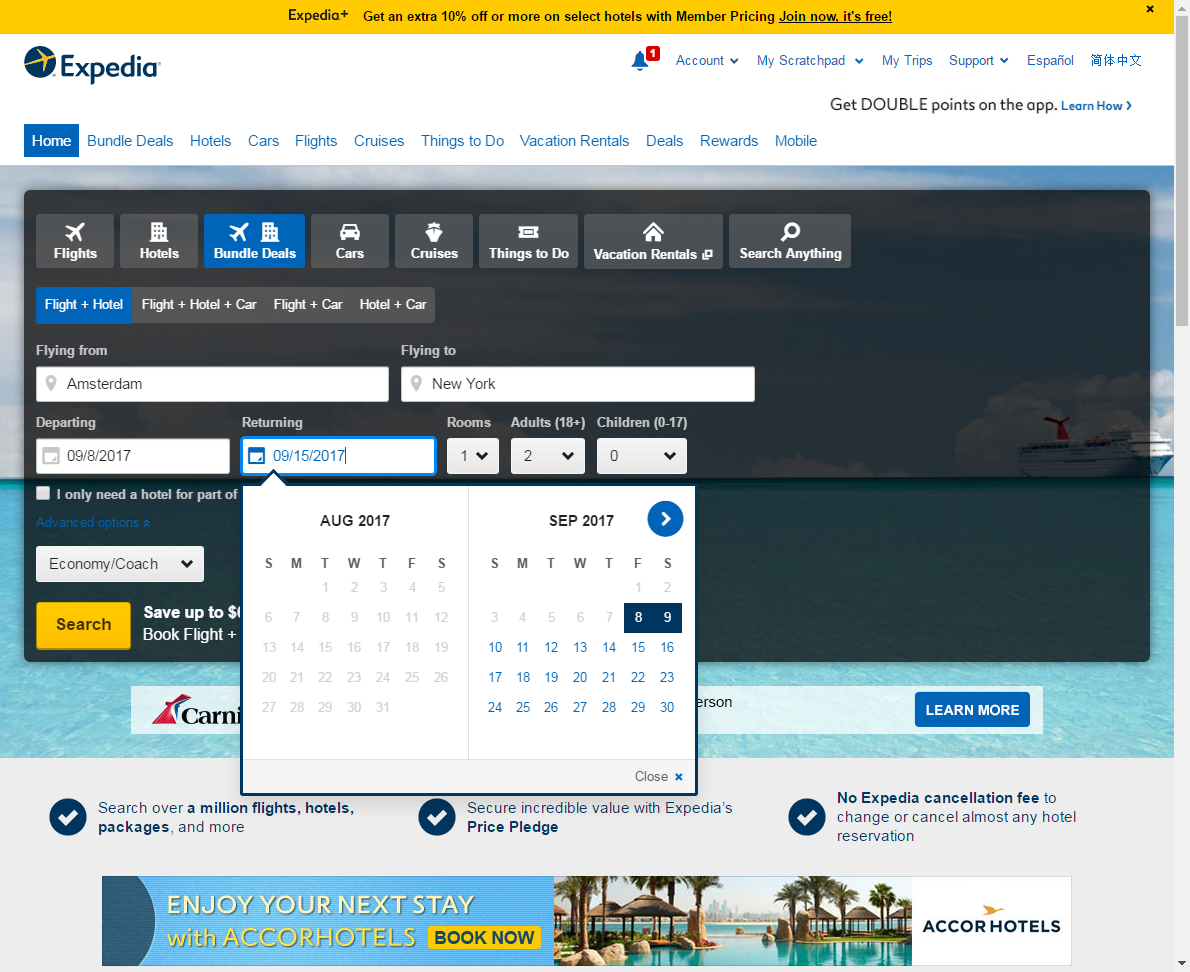 Expedia+ Get an extra 10% off or more on select hotels with Member Pricing Join now, it's free!
Expedia
1 Account My Scratchpad My Trips Support Español 简体中文
Get DOUBLE points on the app. Learn How
Home Bundle Deals Hotels Cars Flights Cruises Things to Do Vacation Rentals Deals Rewards Mobile
Flights Hotels Bundle Deals Cars Cruises Things to Do Vacation Rentals Search Anything
Flight + Hotel Flight + Hotel + Car Flight + Car Hotel + Car
Flying from Flying to
Amsterdam New York
Departing Returning Rooms Adults (18+) Children (0-17)
09/8/2017 09/15/2017 1 2 0
I only need a hotel for part of
Advanced options
Economy/Coach
Search
Save up to $
Book Flight +
AUG 2017
S M T W T F S
1 2 3 4 5
6 7 8 9 10 11 12
13 14 15 16 17 18 19
20 21 22 23 24 25 26
27 28 29 30 31
SEP 2017
S M T W T F S
1 2
3 4 5 6 7 8 9
10 11 12 13 14 15 16
17 18 19 20 21 22 23
24 25 26 27 28 29 30
Close
Carni
erson
LEARN MORE
Search over a million flights, hotels,
packages, and more
Secure incredible value with Expedia's
Price Pledge
No Expedia cancellation fee to
change or cancel almost any hotel
reservation
ENJOY YOUR NEXT STAY
with ACCORHOTELS BOOK NOW
ACCORHOTELS